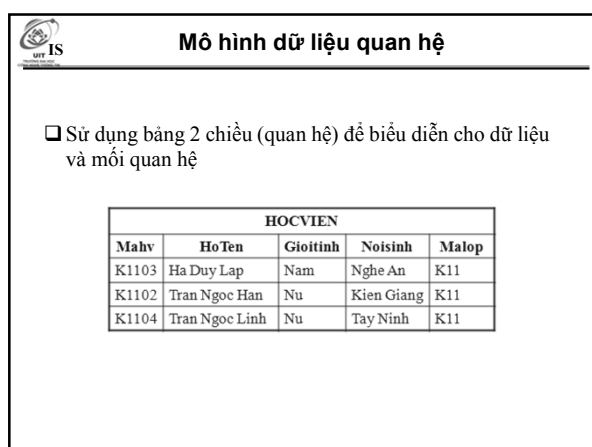 UIT IS
Mô hình dữ liệu quan hệ
Sử dụng bảng 2 chiều (quan hệ) để biểu diễn cho dữ liệu
và mối quan hệ
HOCVIEN
Mahv HoTen Gioitinh Noisinh Malop
K1103 Ha Duy Lap Nam Nghe An K11
K1102 Tran Ngoc Han Nu Kien Giang K11
K1104 Tran Ngoc Linh Nu Tay Ninh K11